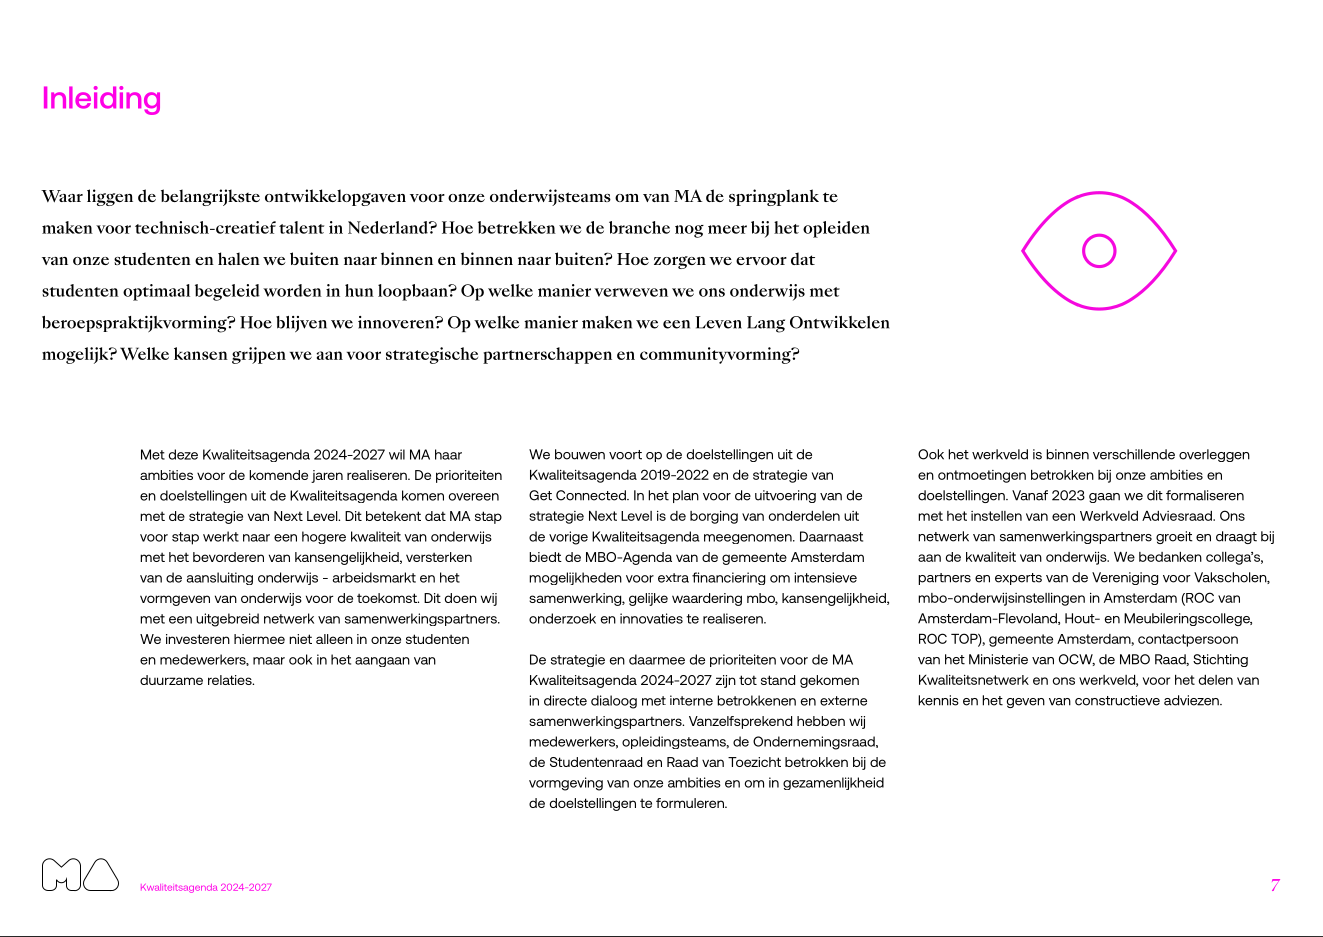 Inleiding
Waar liggen de belangrijkste ontwikkelopgaven voor onze onderwijsteams om van MA de springplank te
maken voor technisch-creatief talent in Nederland? Hoe betrekken we de branche nog meer bij het opleiden
van onze studenten en halen we buiten naar binnen en binnen naar buiten? Hoe zorgen we ervoor dat
studenten optimaal begeleid worden in hun loopbaan? Op welke manier verweven we ons onderwijs met
beroepspraktijkvorming? Hoe blijven we innoveren? Op welke manier maken we een Leven Lang Ontwikkelen
mogelijk? Welke kansen grijpen we aan voor strategische partnerschappen en communityvorming?
Met deze Kwaliteitsagenda 2024-2027 wil MA haar
ambities voor de komende jaren realiseren. De prioriteiten
en doelstellingen uit de Kwaliteitsagenda komen overeen
met de strategie van Next Level. Dit betekent dat MA stap
voor stap werkt naar een hogere kwaliteit van onderwijs
met het bevorderen van kansengelijkheid, versterken
van de aansluiting onderwijs - arbeidsmarkt en het
vormgeven van onderwijs voor de toekomst. Dit doen wij
met een uitgebreid netwerk van samenwerkingspartners.
We investeren hiermee niet alleen in onze studenten
en medewerkers, maar ook in het aangaan van
duurzame relaties.
We bouwen voort op de doelstellingen uit de
Kwaliteitsagenda 2019-2022 en de strategie van
Get Connected. In het plan voor de uitvoering van de
strategie Next Level is de borging van onderdelen uit
de vorige Kwaliteitsagenda meegenomen. Daarnaast
biedt de MBO-Agenda van de gemeente Amsterdam
mogelijkheden voor extra financiering om intensieve
samenwerking, gelijke waardering mbo, kansengelijkheid,
onderzoek en innovaties te realiseren.
De strategie en daarmee de prioriteiten voor de MA
Kwaliteitsagenda 2024-2027 zijn tot stand gekomen
in directe dialoog met interne betrokkenen en externe
samenwerkingspartners. Vanzelfsprekend hebben wij
medewerkers, opleidingsteams, de Ondernemingsraad,
de Studentenraad en Raad van Toezicht betrokken bij de
vormgeving van onze ambities en om in gezamenlijkheid
de doelstellingen te formuleren.
Ook het werkveld is binnen verschillende overleggen
en ontmoetingen betrokken bij onze ambities en
doelstellingen. Vanaf 2023 gaan we dit formaliseren
met het instellen van een Werkveld Adviesraad. Ons
netwerk van samenwerkingspartners groeit en draagt bij
aan de kwaliteit van onderwijs. We bedanken collega's,
partners en experts van de Vereniging voor Vakscholen,
mbo-onderwijsinstellingen in Amsterdam (ROC van
Amsterdam-Flevoland, Hout- en Meubileringscollege,
ROC TOP), gemeente Amsterdam, contactpersoon
van het Ministerie van OCW, de MBO Raad, Stichting
Kwaliteitsnetwerk en ons werkveld, voor het delen van
kennis en het geven van constructieve adviezen.
MA
Kwaliteitsagenda 2024-2027
7